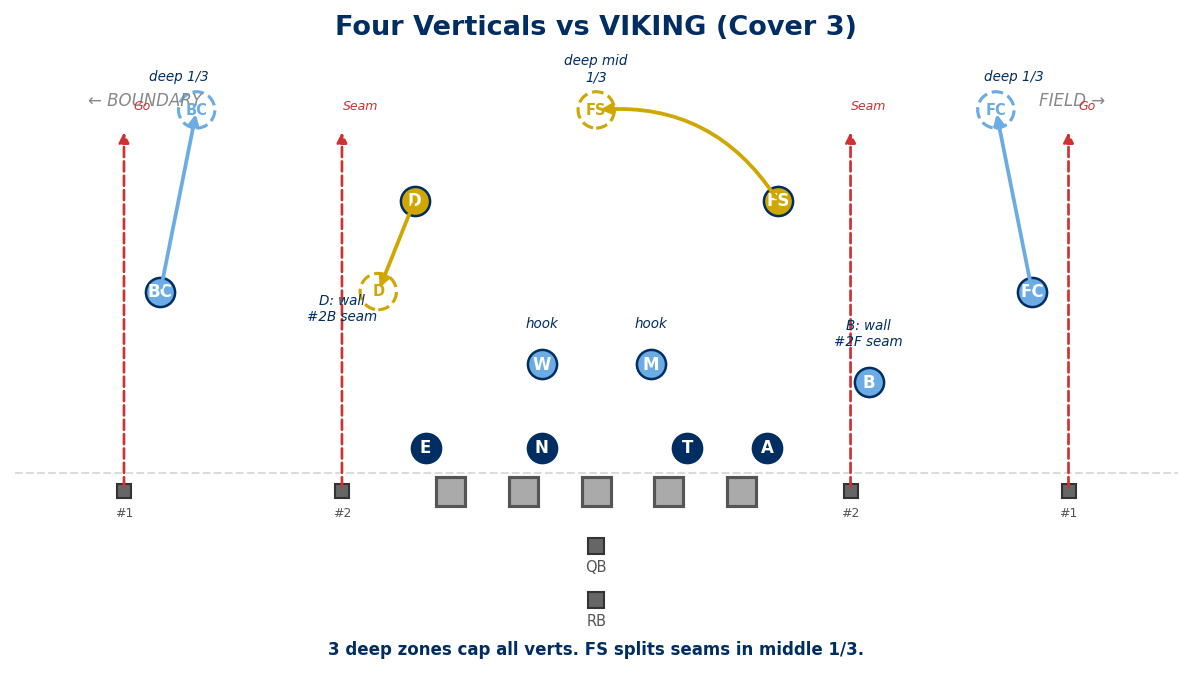 Four Verticals vs VIKING (Cover 3)
deep mid
1/3
deep 1/3
deep 1/3
← BOUNDARY
Go
BC
Seam
FS
Seam
FC
FIELD →
Go
D
FS
BC
D
FC
D: wall
#2B seam
hook
hook
B: wall
#2F seam
W
M
B
E
N
T
A
#1
#2
#2
#1
QB
RB
3 deep zones cap all verts. FS splits seams in middle 1/3.